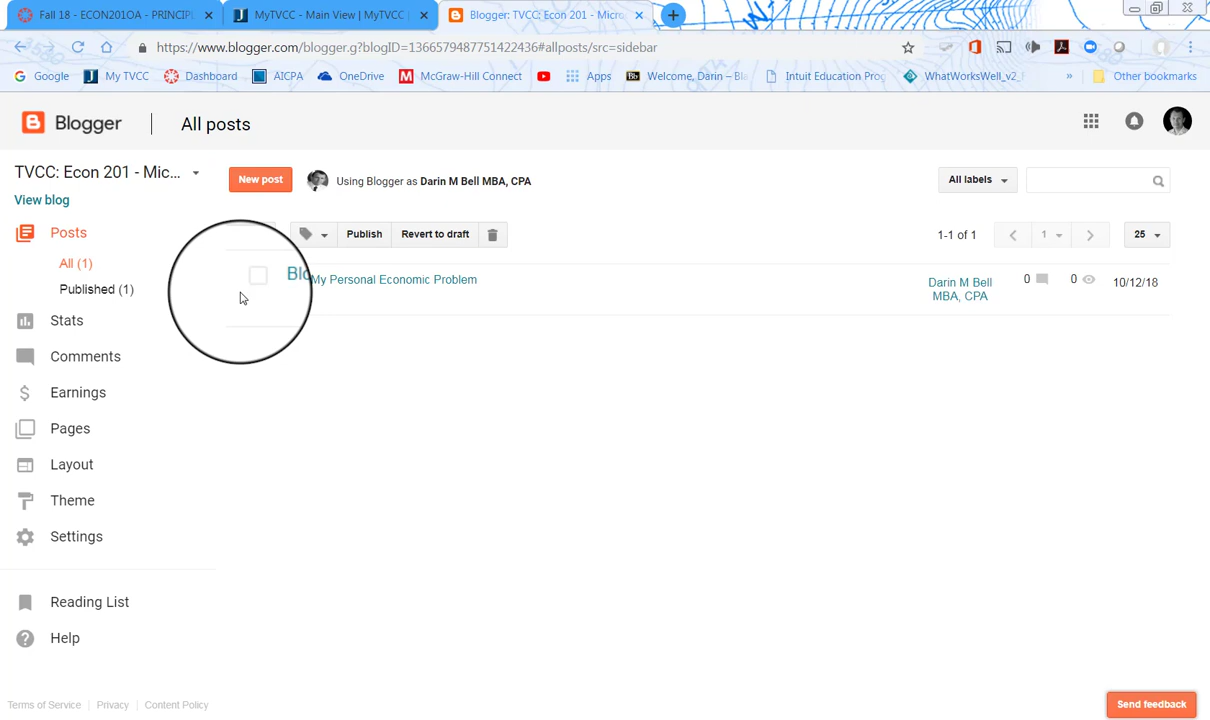 Fall 18 - ECON201OA - PRINCIPL
MyTVCC - Main View | MyTVCC |
Blogger: TVCC: Econ 201 - Micro
https://www.blogger.com/blogger.g?blogID=1366579487751422436#allposts/src=sidebar
Google
My TVCC
Dashboard
AICPA
OneDrive
McGraw-Hill Connect
Apps
Welcome, Darin – Bla
Intuit Education Prog
WhatWorksWell_v2_
»
Other bookmarks
Blogger
All posts
TVCC: Econ 201 - Mic...
New post
Using Blogger as Darin M Bell MBA, CPA
All labels
View blog
Posts
Publish
Revert to draft
1-1 of 1
1
25
All (1)
Published (1)
Blo
My Personal Economic Problem
Darin M Bell
MBA, CPA
0
0
10/12/18
Stats
Comments
Earnings
Pages
Layout
Theme
Settings
Reading List
Help
Terms of Service | Privacy | Content Policy
Send feedback